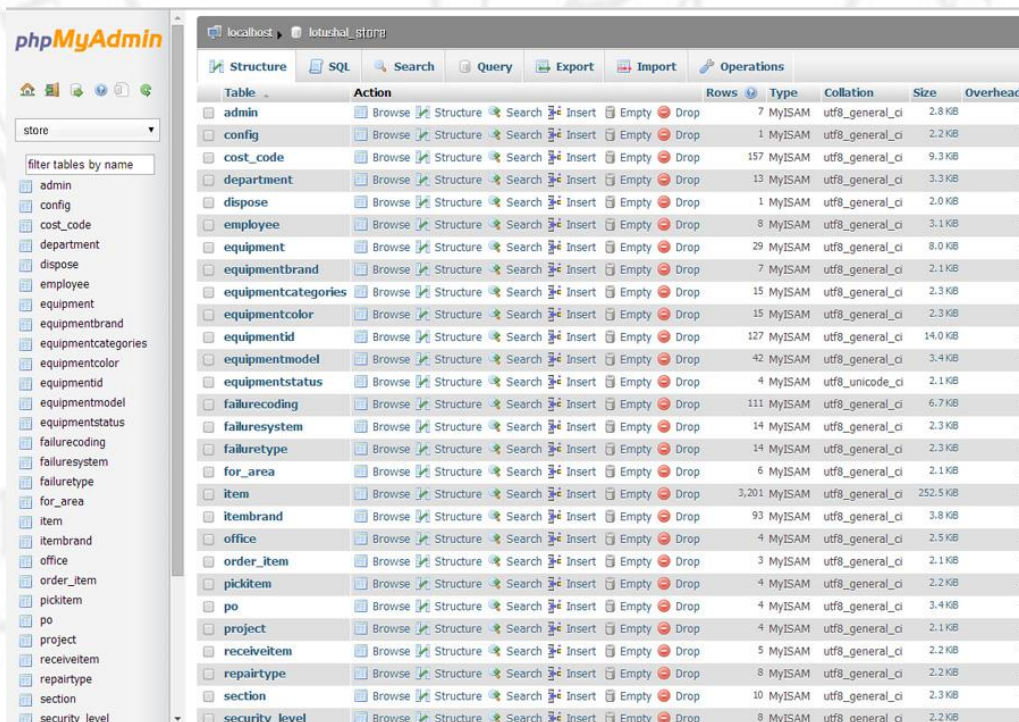 phpMyAdmin
store
filter tables by name
admin
config
cost_code
department
dispose
employee
equipment
equipmentbrand
equipmentcategories
equipmentcolor
equipmentid
equipmentmodel
equipmentstatus
failurecoding
failuresystem
failuretype
for_area
item
itembrand
office
order_item
pickitem
po
project
receiveitem
repairtype
section
security_level
localhost lotushal_store
Structure SQL Search Query Export Import Operations
Table Action Rows Type Collation Size Overhead
admin Browse Structure Search Insert Empty Drop 7 MyISAM utf8_general_ci 2.8 KiB
config Browse Structure Search Insert Empty Drop 1 MyISAM utf8_general_ci 2.2 KiB
cost_code Browse Structure Search Insert Empty Drop 157 MyISAM utf8_general_ci 9.3 KiB
department Browse Structure Search Insert Empty Drop 13 MyISAM utf8_general_ci 3.3 KiB
dispose Browse Structure Search Insert Empty Drop 1 MyISAM utf8_general_ci 2.0 KiB
employee Browse Structure Search Insert Empty Drop 8 MyISAM utf8_general_ci 3.1 KiB
equipment Browse Structure Search Insert Empty Drop 29 MyISAM utf8_general_ci 8.0 KiB
equipmentbrand Browse Structure Search Insert Empty Drop 7 MyISAM utf8_general_ci 2.1 KiB
equipmentcategories Browse Structure Search Insert Empty Drop 15 MyISAM utf8_general_ci 2.3 KiB
equipmentcolor Browse Structure Search Insert Empty Drop 15 MyISAM utf8_general_ci 2.3 KiB
equipmentid Browse Structure Search Insert Empty Drop 127 MyISAM utf8_general_ci 14.0 KiB
equipmentmodel Browse Structure Search Insert Empty Drop 42 MyISAM utf8_general_ci 3.4 KiB
equipmentstatus Browse Structure Search Insert Empty Drop 4 MyISAM utf8_unicode_ci 2.1 KiB
failurecoding Browse Structure Search Insert Empty Drop 111 MyISAM utf8_general_ci 6.7 KiB
failuresystem Browse Structure Search Insert Empty Drop 14 MyISAM utf8_general_ci 2.3 KiB
failuretype Browse Structure Search Insert Empty Drop 14 MyISAM utf8_general_ci 2.3 KiB
for_area Browse Structure Search Insert Empty Drop 6 MyISAM utf8_general_ci 2.1 KiB
item Browse Structure Search Insert Empty Drop 3,201 MyISAM utf8_general_ci 252.5 KiB
itembrand Browse Structure Search Insert Empty Drop 93 MyISAM utf8_general_ci 3.8 KiB
office Browse Structure Search Insert Empty Drop 4 MyISAM utf8_general_ci 2.5 KiB
order_item Browse Structure Search Insert Empty Drop 3 MyISAM utf8_general_ci 2.1 KiB
pickitem Browse Structure Search Insert Empty Drop 4 MyISAM utf8_general_ci 2.2 KiB
po Browse Structure Search Insert Empty Drop 4 MyISAM utf8_general_ci 3.4 KiB
project Browse Structure Search Insert Empty Drop 4 MyISAM utf8_general_ci 2.1 KiB
receiveitem Browse Structure Search Insert Empty Drop 5 MyISAM utf8_general_ci 2.2 KiB
repairtype Browse Structure Search Insert Empty Drop 8 MyISAM utf8_general_ci 2.2 KiB
section Browse Structure Search Insert Empty Drop 10 MyISAM utf8_general_ci 2.3 KiB
security_level Browse Structure Search Insert Empty Drop 8 MyISAM utf8_general_ci 2.2 KiB